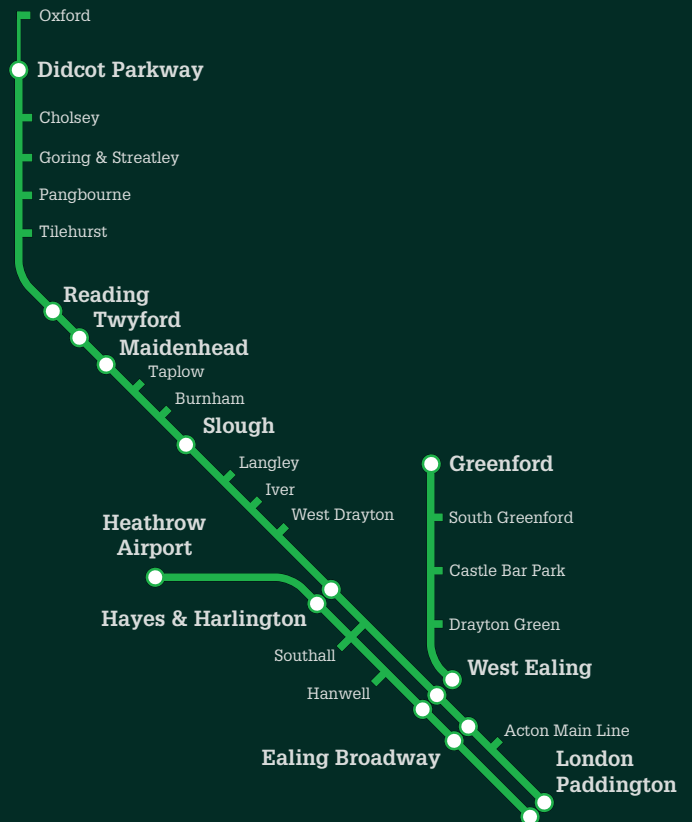 Oxford
Didcot Parkway
Cholsey
Goring & Streatley
Pangbourne
Tilehurst
Reading
Twyford
Maidenhead
Taplow
Burnham
Slough
Langley
Iver
West Drayton
Heathrow
Airport
Hayes & Harlington
Southall
Hanwell
Greenford
South Greenford
Castle Bar Park
Drayton Green
West Ealing
Ealing Broadway
Acton Main Line
London
Paddington